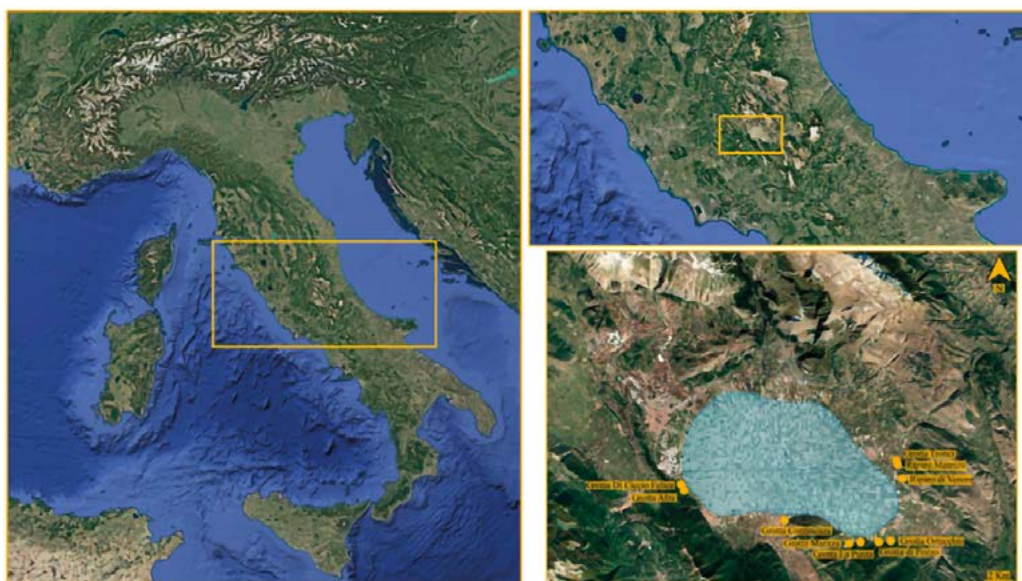 N
Grotta Tronci
Riparo Maurizio
Riparo di Venere
Grotta Di Ciccio Felice
Grotta Afra
Grotta Continenza
Grotta Maritza
Grotta Ortucchio
Grotta La Punta
Grotta di Pozzo
2 Km